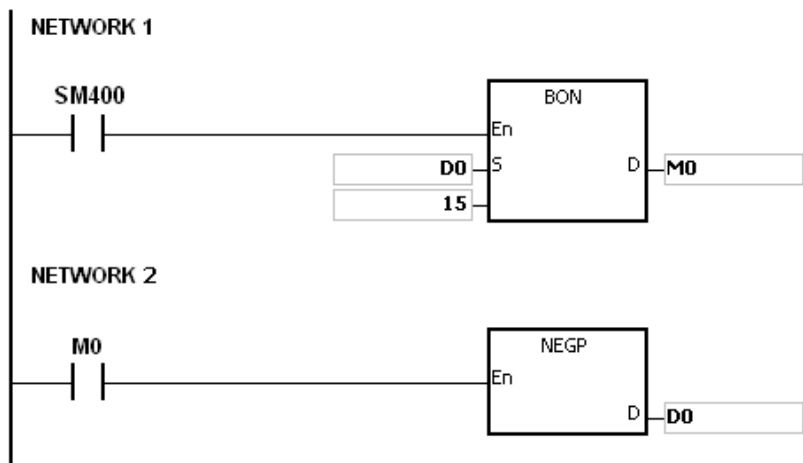 NETWORK 1
SM400
BON
En
D0 S D M0
15
NETWORK 2
M0
NEGP
En
D D0